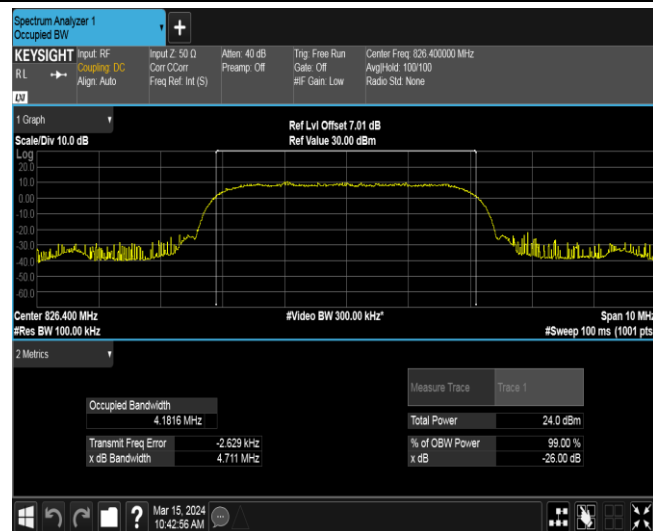 Spectrum Analyzer 1
Occupied BW
KEYSIGHT
RL
LXI
Input: RF
Coupling: DC
Align: Auto
Input Z: 50 Ω
Corr CCorr
Freq Ref: Int (S)
Atten: 40 dB
Preamp: Off
Trig: Free Run
Gate: Off
#IF Gain: Low
Center Freq: 826.400000 MHz
Avg|Hold: 100/100
Radio Std: None
1 Graph
Scale/Div 10.0 dB
Ref Lvl Offset 7.01 dB
Ref Value 30.00 dBm
Log
20.0
10.0
0.00
-10.0
-20.0
-30.0
-40.0
-50.0
-60.0
Center 826.400 MHz
#Res BW 100.00 kHz
#Video BW 300.00 kHz*
Span 10 MHz
#Sweep 100 ms (1001 pts
2 Metrics
Measure Trace Trace 1
Occupied Bandwidth
4.1816 MHz
Total Power 24.0 dBm
Transmit Freq Error -2.629 kHz
% of OBW Power 99.00 %
x dB Bandwidth 4.711 MHz
x dB -26.00 dB
?
Mar 15, 2024
10:42:56 AM